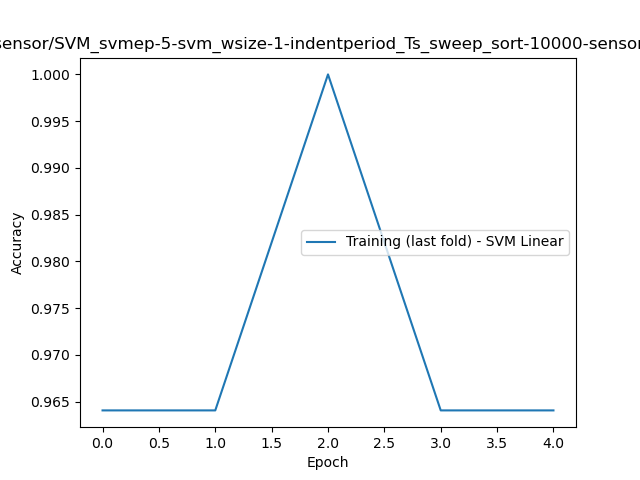 sensor/SVM_svmep-5-svm_wsize-1-indentperiod_Ts_sweep_sort-10000-sensor
1.000
0.995
0.990
0.985
0.980
0.975
0.970
0.965
Accuracy
Training (last fold) - SVM Linear
0.0 0.5 1.0 1.5 2.0 2.5 3.0 3.5 4.0
Epoch